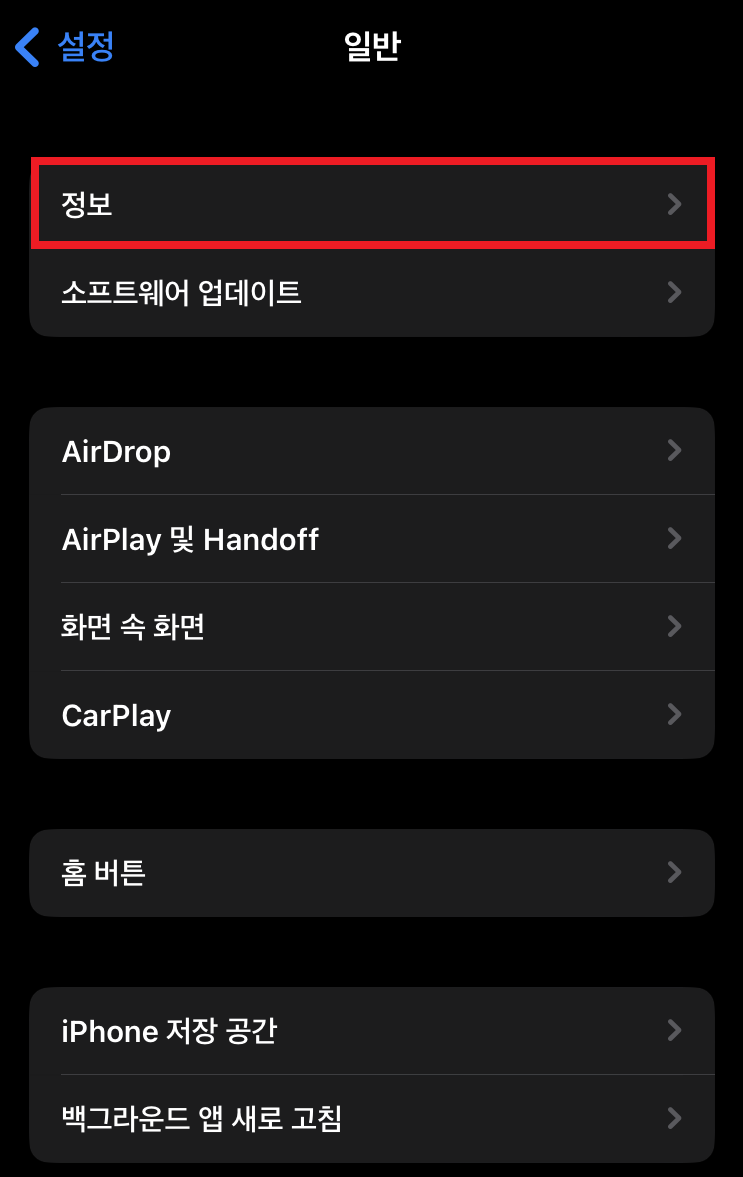 설정
일반
정보
소프트웨어 업데이트
AirDrop
AirPlay 및 Handoff
화면 속 화면
CarPlay
홈 버튼
iPhone 저장 공간
백그라운드 앱 새로 고침